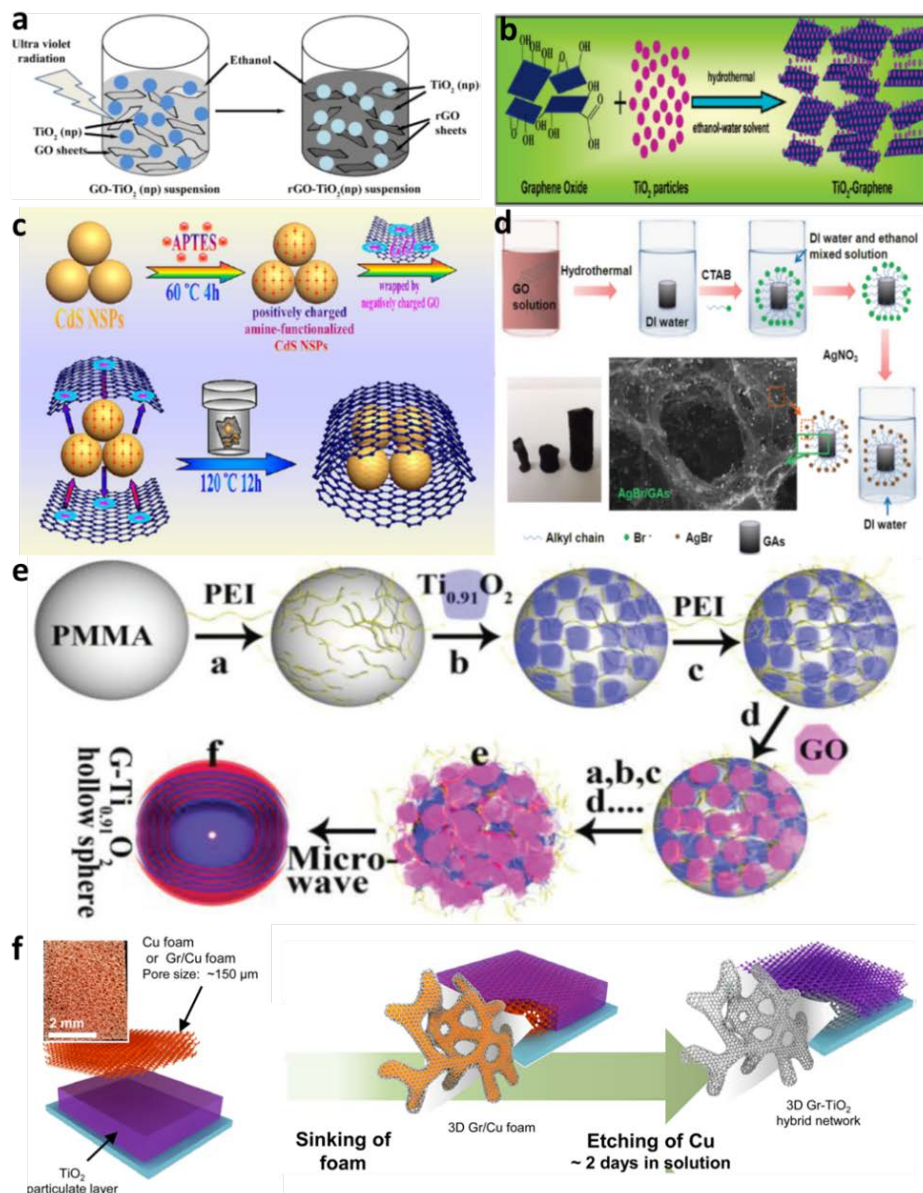 a
Ultra violet
radiation
Ethanol
TiO2 (np)
TiO2 (np)
GO sheets
rGO
sheets
GO-TiO2 (np) suspension
rGO-TiO2(np) suspension
b
OH
O
OH
OH
OH
O
OH
OH
hydrothermal
ethanol-water solvent
Graphene Oxide
TiO2 particles
TiO2-Graphene
c
APTES
60 °C 4h
wrapped by
negatively charged GO
CdS NSPs
positively charged
amine-functionalized
CdS NSPs
120 °C 12h
d
GO
solution
Hydrothermal
DI water
CTAB
DI water and ethanol
mixed solution
AgNO3
AgBr/GAs
DI water
Alkyl chain
Br -
AgBr
GAs
e
PMMA
PEI
a
Ti0.91O2
b
PEI
c
d
GO
a,b,c
d....
e
Micro-
wave
f
G-Ti0.91O2
hollow sphere
f
Cu foam
or Gr/Cu foam
Pore size: ~150 µm
2 mm
TiO2
particulate layer
Sinking of
foam
3D Gr/Cu foam
Etching of Cu
~ 2 days in solution
3D Gr-TiO2
hybrid network